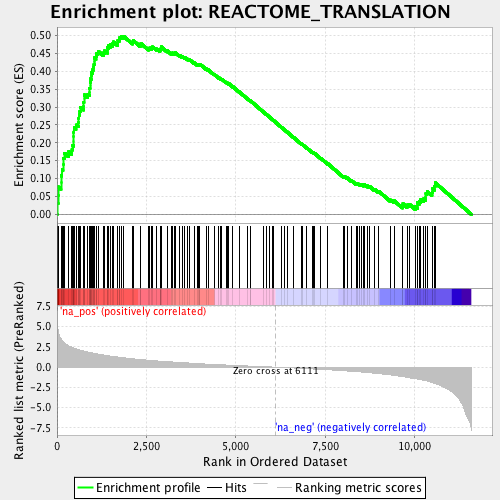 Enrichment plot: REACTOME_TRANSLATION
Enrichment score (ES)
0.50
0.45
0.40
0.35
0.30
0.25
0.20
0.15
0.10
0.05
0.00
'na_pos' (positively correlated)
Ranked list metric (PreRanked)
7.5
5.0
2.5
0.0
-2.5
-5.0
-7.5
Zero cross at 6111
'na_neg' (negatively correlated)
0
2,500
5,000
7,500
10,000
Rank in Ordered Dataset
Enrichment profile
Hits
Ranking metric scores